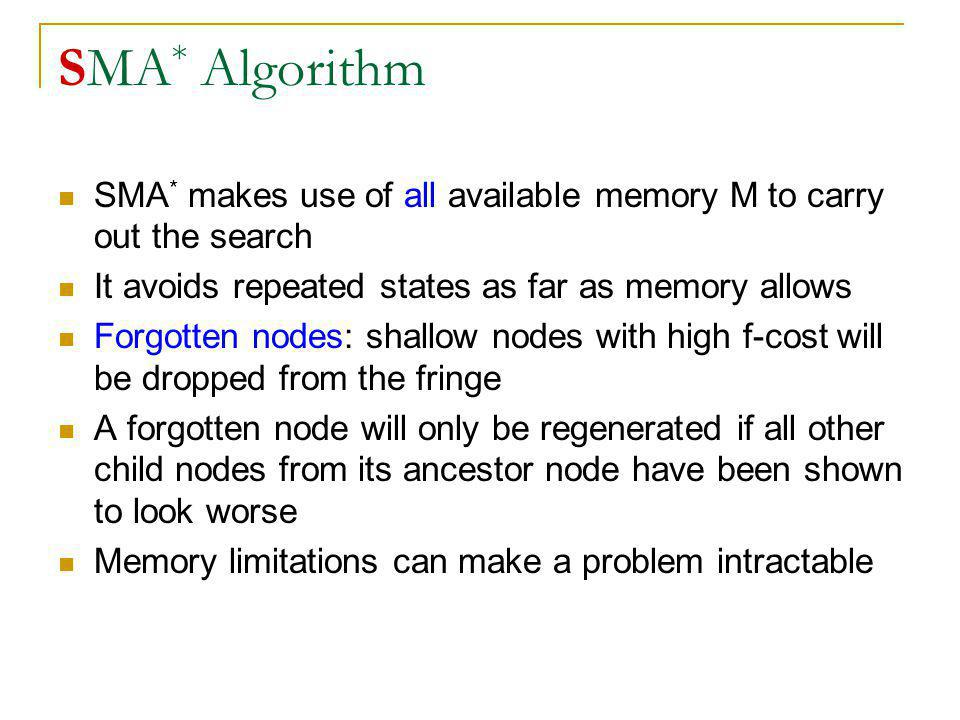 SMA* Algorithm
SMA* makes use of all available memory M to carry
out the search
It avoids repeated states as far as memory allows
Forgotten nodes: shallow nodes with high f-cost will
be dropped from the fringe
A forgotten node will only be regenerated if all other
child nodes from its ancestor node have been shown
to look worse
Memory limitations can make a problem intractable